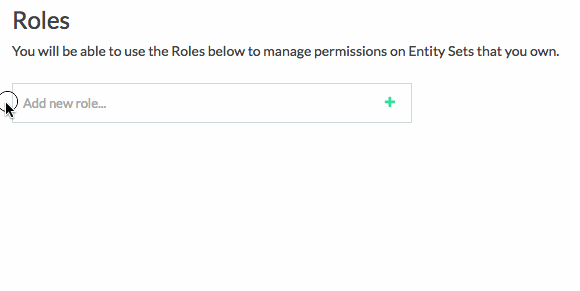 Roles
You will be able to use the Roles below to manage permissions on Entity Sets that you own.
Add new role...